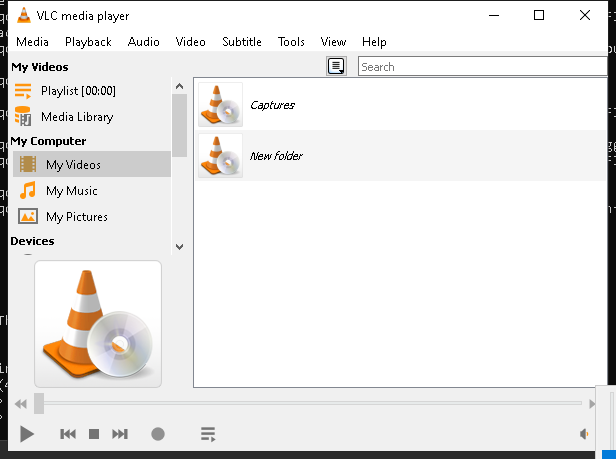 VLC media player
Media Playback Audio Video Subtitle Tools View Help
My Videos
Search
Playlist [00:00]
Media Library
My Computer
My Videos
My Music
My Pictures
Devices
Captures
New folder